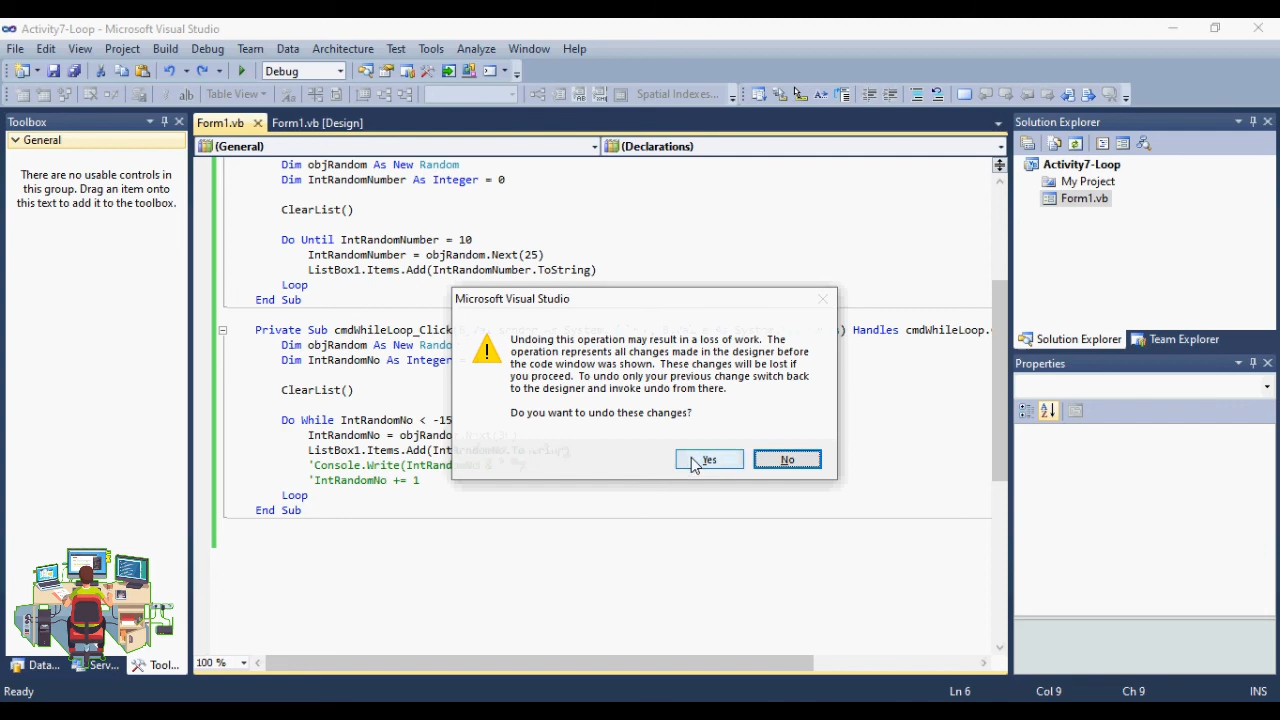 Activity7-Loop - Microsoft Visual Studio
File Edit View Project Build Debug Team Data Architecture Test Tools Analyze Window Help
Debug
Table View
Spatial Indexes...
Toolbox
Form1.vb
Form1.vb [Design]
Solution Explorer
General
(General)
(Declarations)
There are no usable controls in
this group. Drag an item onto
this text to add it to the toolbox.
Activity7-Loop
My Project
Form1.vb
Dim objRandom As New Random
Dim IntRandomNumber As Integer = 0
ClearList()
Do Until IntRandomNumber = 10
IntRandomNumber = objRandom.Next(25)
ListBox1.Items.Add(IntRandomNumber.ToString)
Loop
End Sub
Private Sub cmdWhileLoop_Click(
) Handles cmdWhileLoop.
Dim objRandom As New Rando
Dim IntRandomNo As Integer
ClearList()
Do While IntRandomNo < -15
IntRandomNo = objRando
ListBox1.Items.Add(Int
'Console.Write(IntRand
'IntRandomNo += 1
Loop
End Sub
Microsoft Visual Studio
Undoing this operation may result in a loss of work. The
operation represents all changes made in the designer before
the code window was shown. These changes will be lost if
you proceed. To undo only your previous change switch back
to the designer and invoke undo from there.
Do you want to undo these changes?
Yes
No
Solution Explorer
Team Explorer
Properties
Data...
Serv...
Tool...
100 %
Ready
Ln 6
Col 9
Ch 9
INS